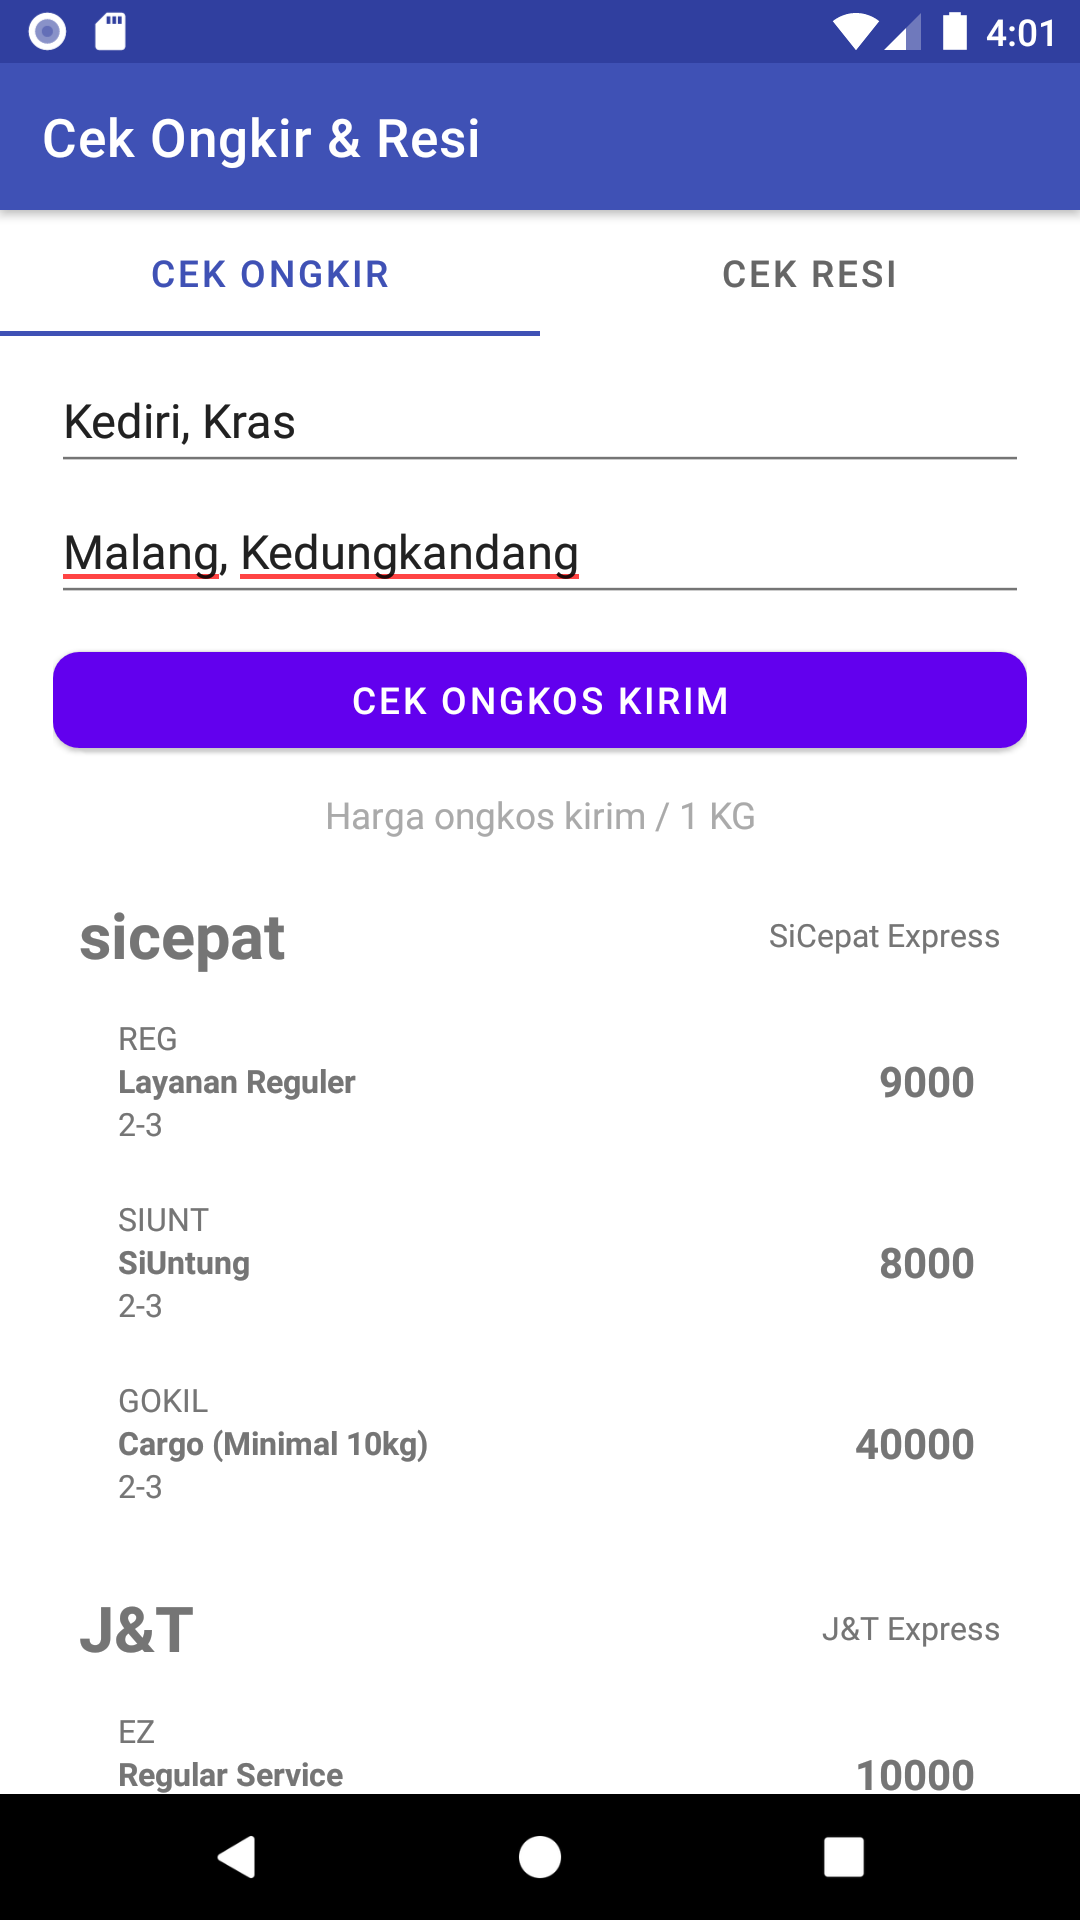 4:01
Cek Ongkir & Resi
CEK ONGKIR
CEK RESI
Kediri, Kras
Malang, Kedungkandang
CEK ONGKOS KIRIM
Harga ongkos kirim / 1 KG
sicepat
SiCepat Express
REG
Layanan Reguler
9000
2-3
SIUNT
SiUntung
8000
2-3
GOKIL
Cargo (Minimal 10kg)
40000
2-3
J&T
J&T Express
EZ
Regular Service
10000